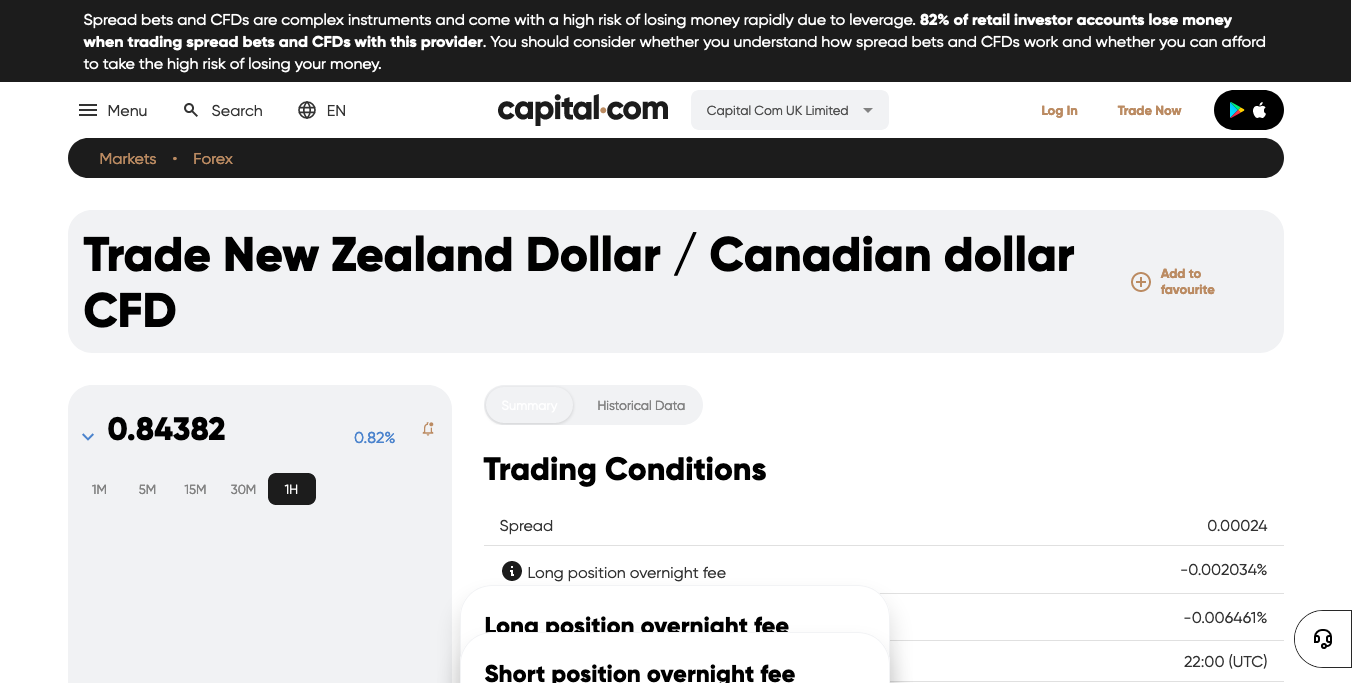 Spread bets and CFDs are complex instruments and come with a high risk of losing money rapidly due to leverage. 82% of retail investor accounts lose money
when trading spread bets and CFDs with this provider. You should consider whether you understand how spread bets and CFDs work and whether you can afford
to take the high risk of losing your money.
Menu Search EN capital.com Capital Com UK Limited Log In Trade Now
Markets • Forex
Trade New Zealand Dollar / Canadian dollar
CFD
Add to
favourite
0.84382 0.82%
1M 5M 15M 30M 1H
Summary Historical Data
Trading Conditions
Spread 0.00024
Long position overnight fee -0.002034%
Long position overnight fee
-0.006461%
Short position overnight fee
22:00 (UTC)